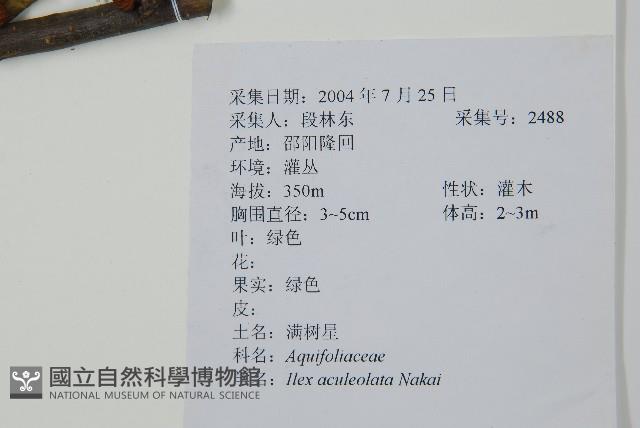 采集日期：2004 年 7 月 25 日
采集人：段林东 采集号：2488
产地：邵阳隆回
环境：灌丛
海拔：350m 性状：灌木
胸围直径：3~5cm 体高：2~3m
叶：绿色
花：
果实：绿色
皮：
土名：满树星
科名：Aquifoliaceae
名：Ilex aculeolata Nakai
國立自然科學博物館
NATIONAL MUSEUM OF NATURAL SCIENCE